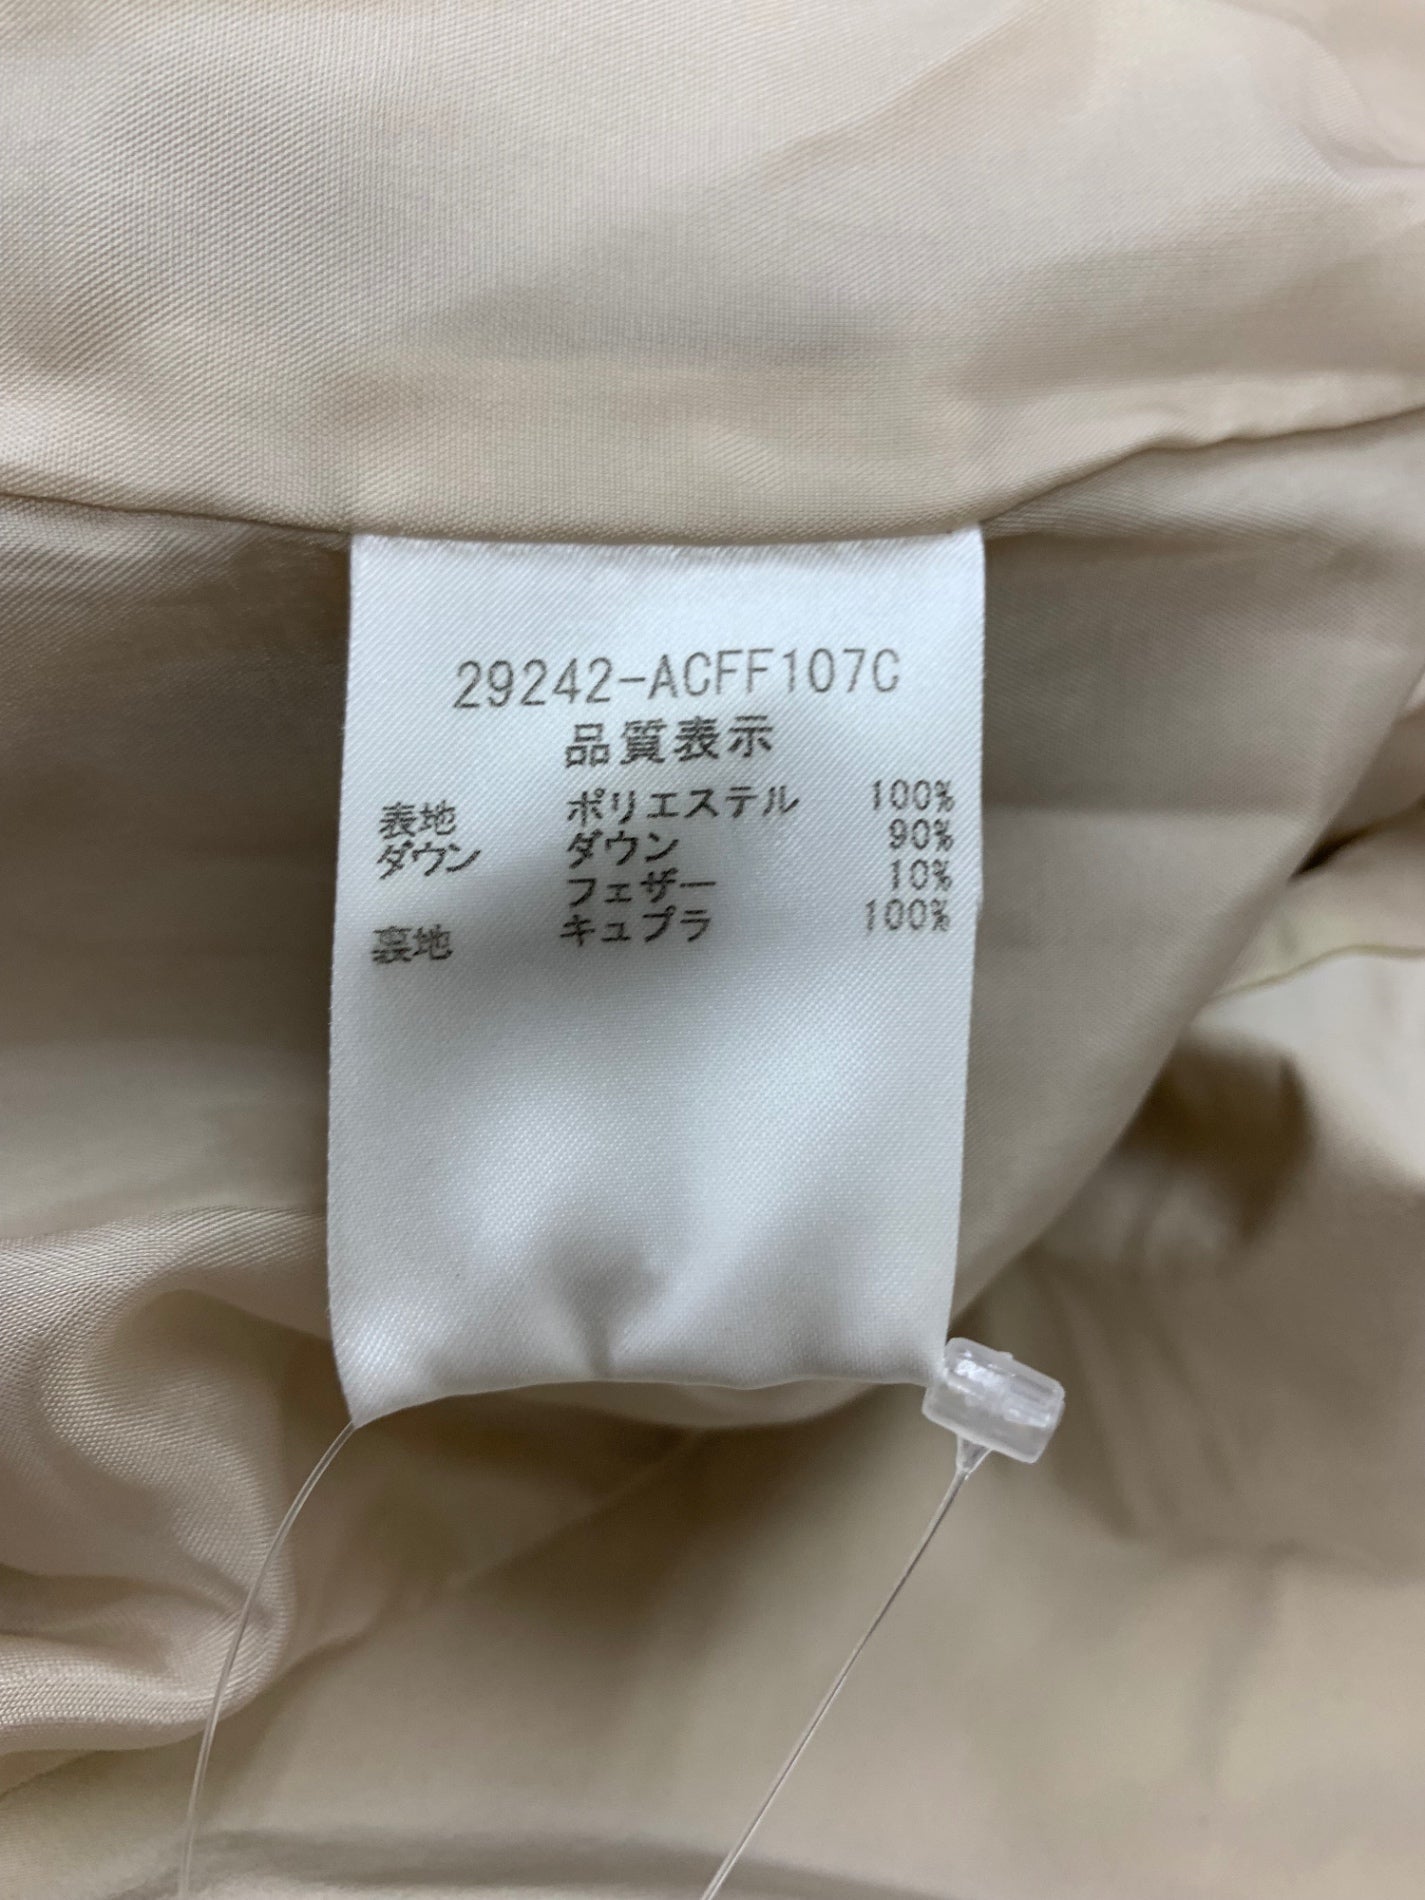 29242-ACFF107C
品質表示
表地 ポリエステル 100%
ダウン ダウン 90%
フェザー 10%
裏地 キュプラ 100%